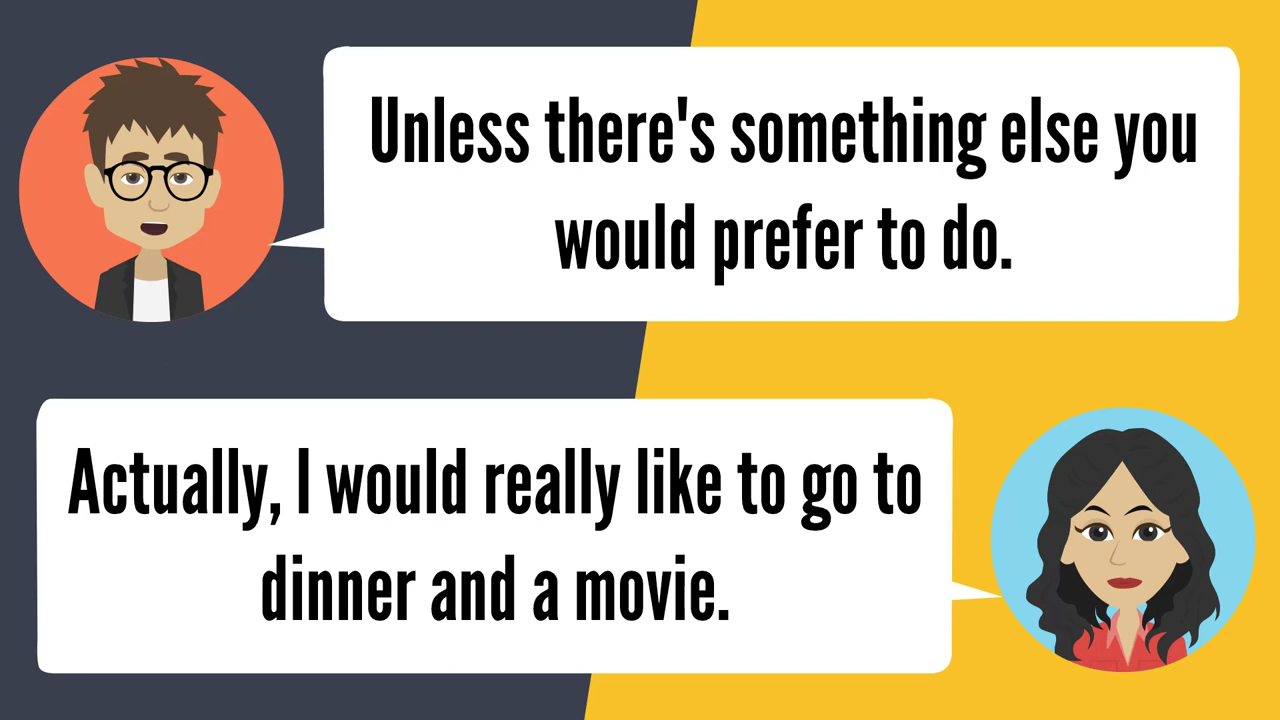 Unless there's something else you
would prefer to do.
Actually, I would really like to go to
dinner and a movie.